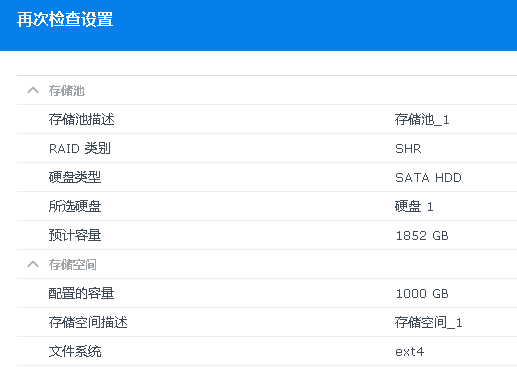 再次检查设置
存储池
存储池描述 存储池_1
RAID 类别 SHR
硬盘类型 SATA HDD
所选硬盘 硬盘 1
预计容量 1852 GB
存储空间
配置的容量 1000 GB
存储空间描述 存储空间_1
文件系统 ext4